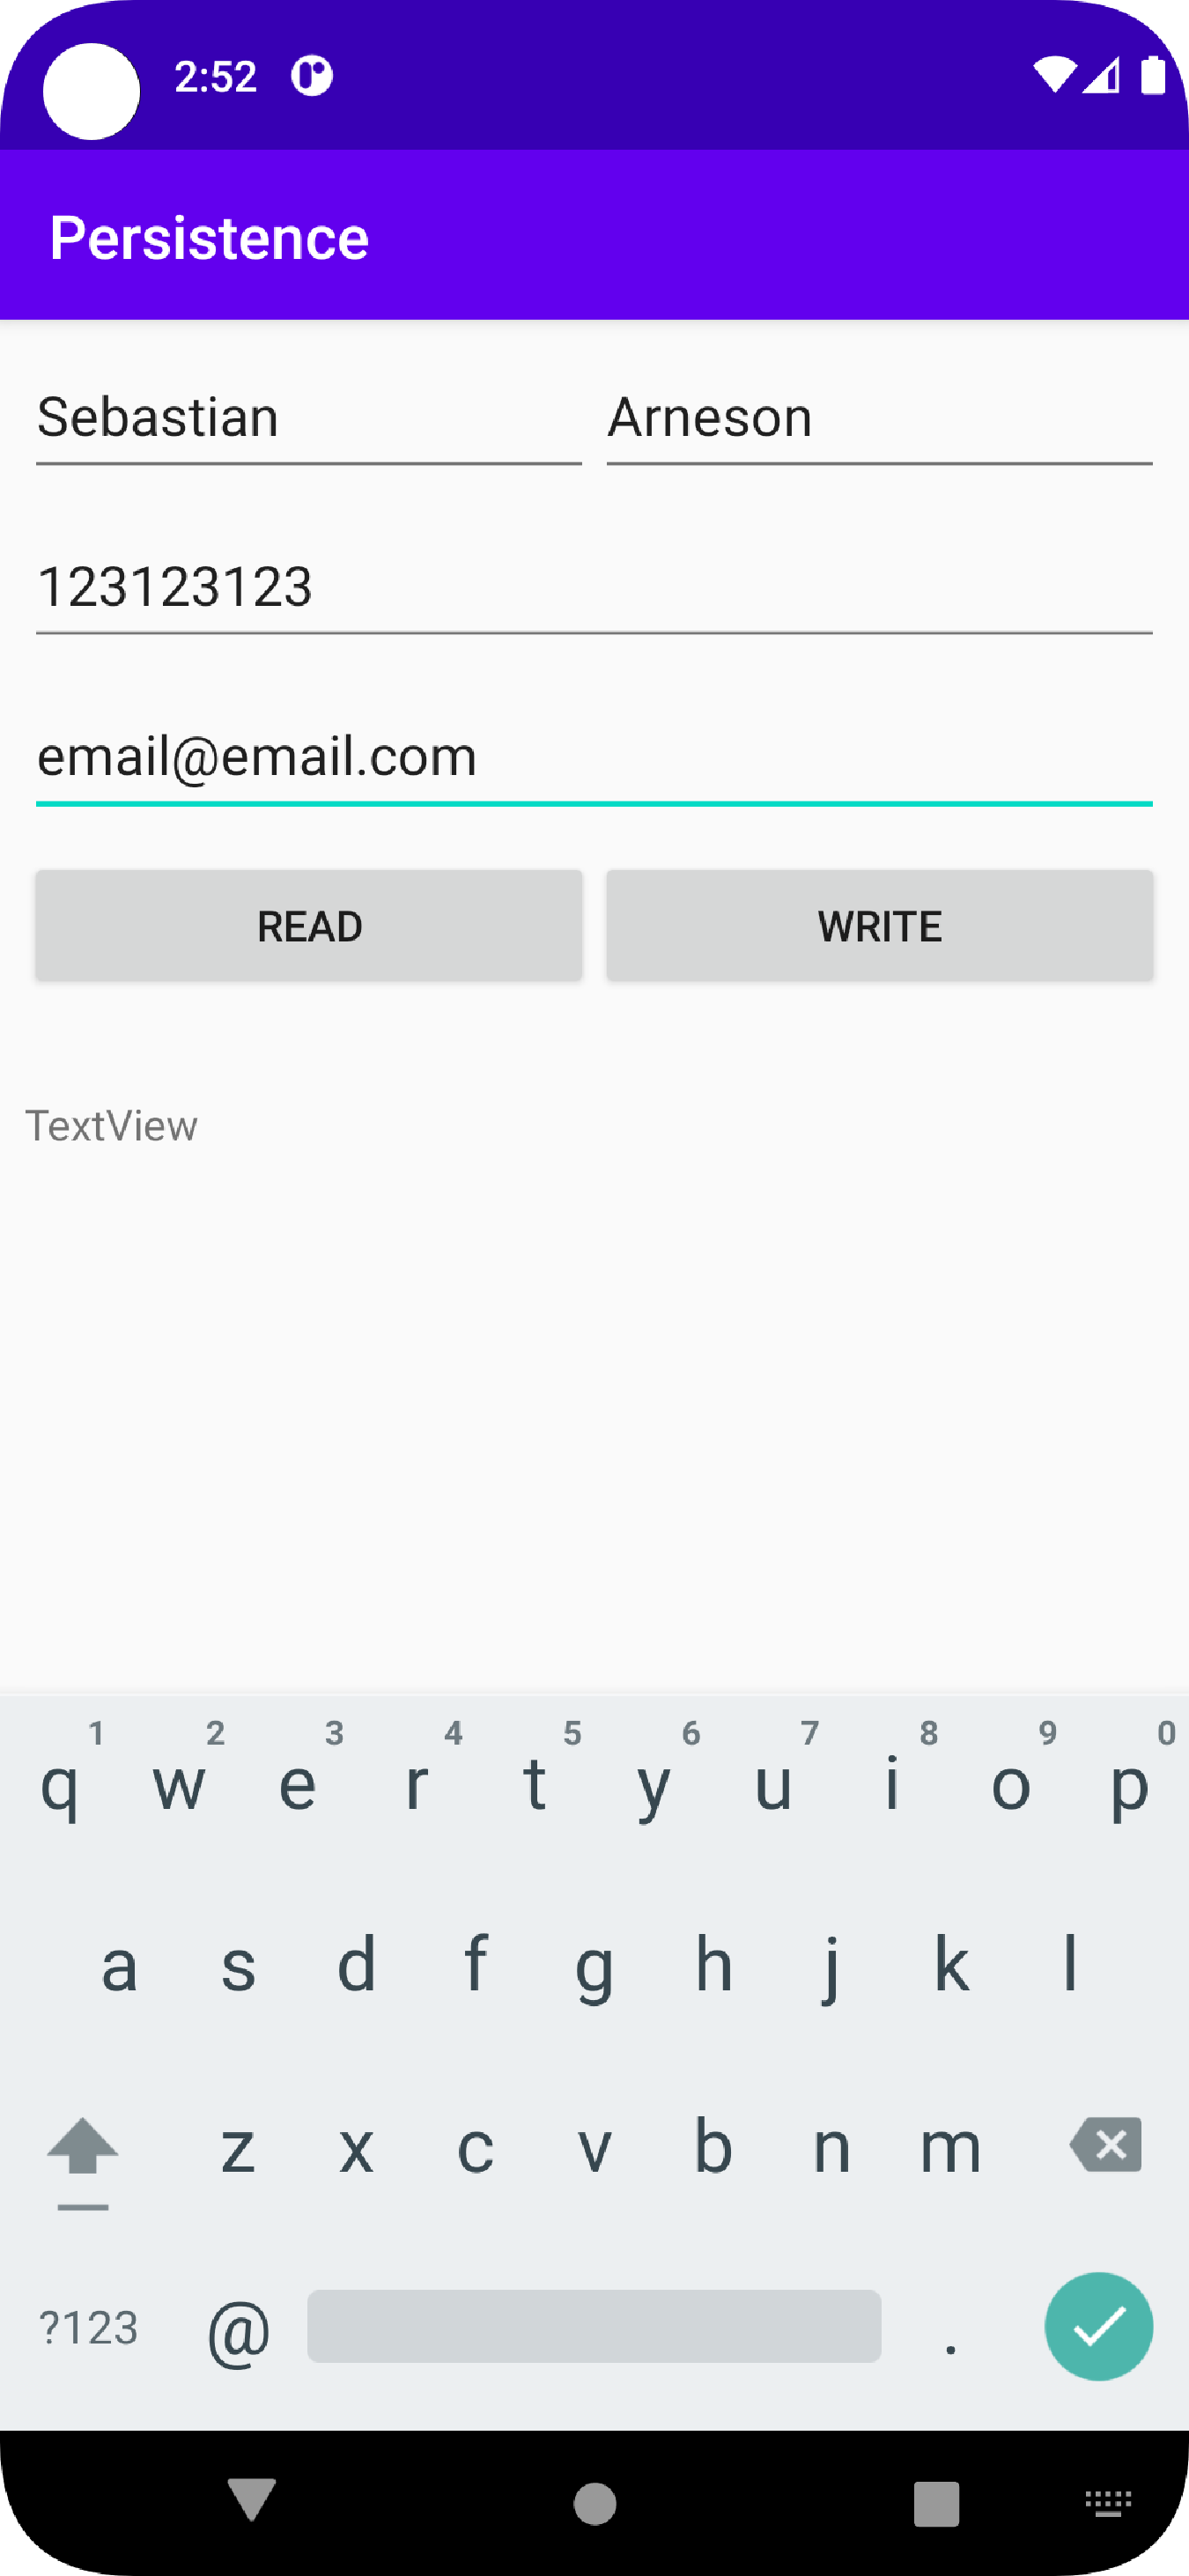 2:52
Persistence
Sebastian Arneson
123123123
email@email.com
READ WRITE
TextView
1 2 3 4 5 6 7 8 9 0
q w e r t y u i o p
a s d f g h j k l
z x c v b n m
?123 @ .